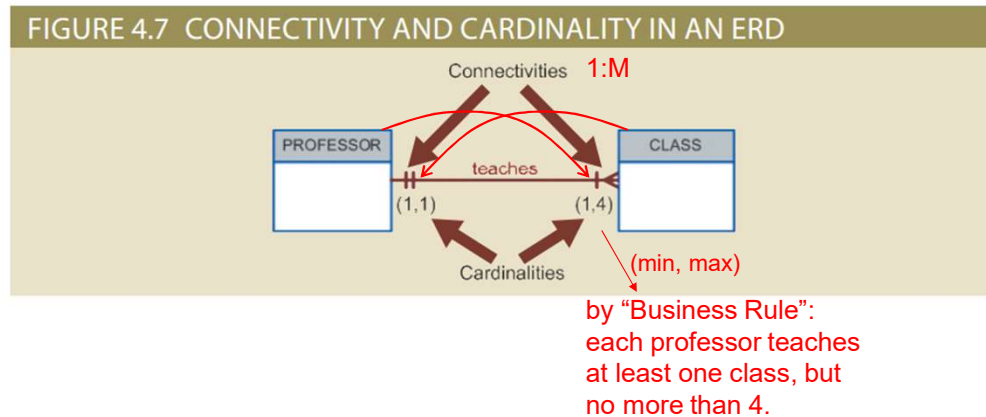 FIGURE 4.7 CONNECTIVITY AND CARDINALITY IN AN ERD
Connectivities 1:M
PROFESSOR
CLASS
teaches
(1,1)
(1,4)
Cardinalities
(min, max)
by “Business Rule”:
each professor teaches
at least one class, but
no more than 4.